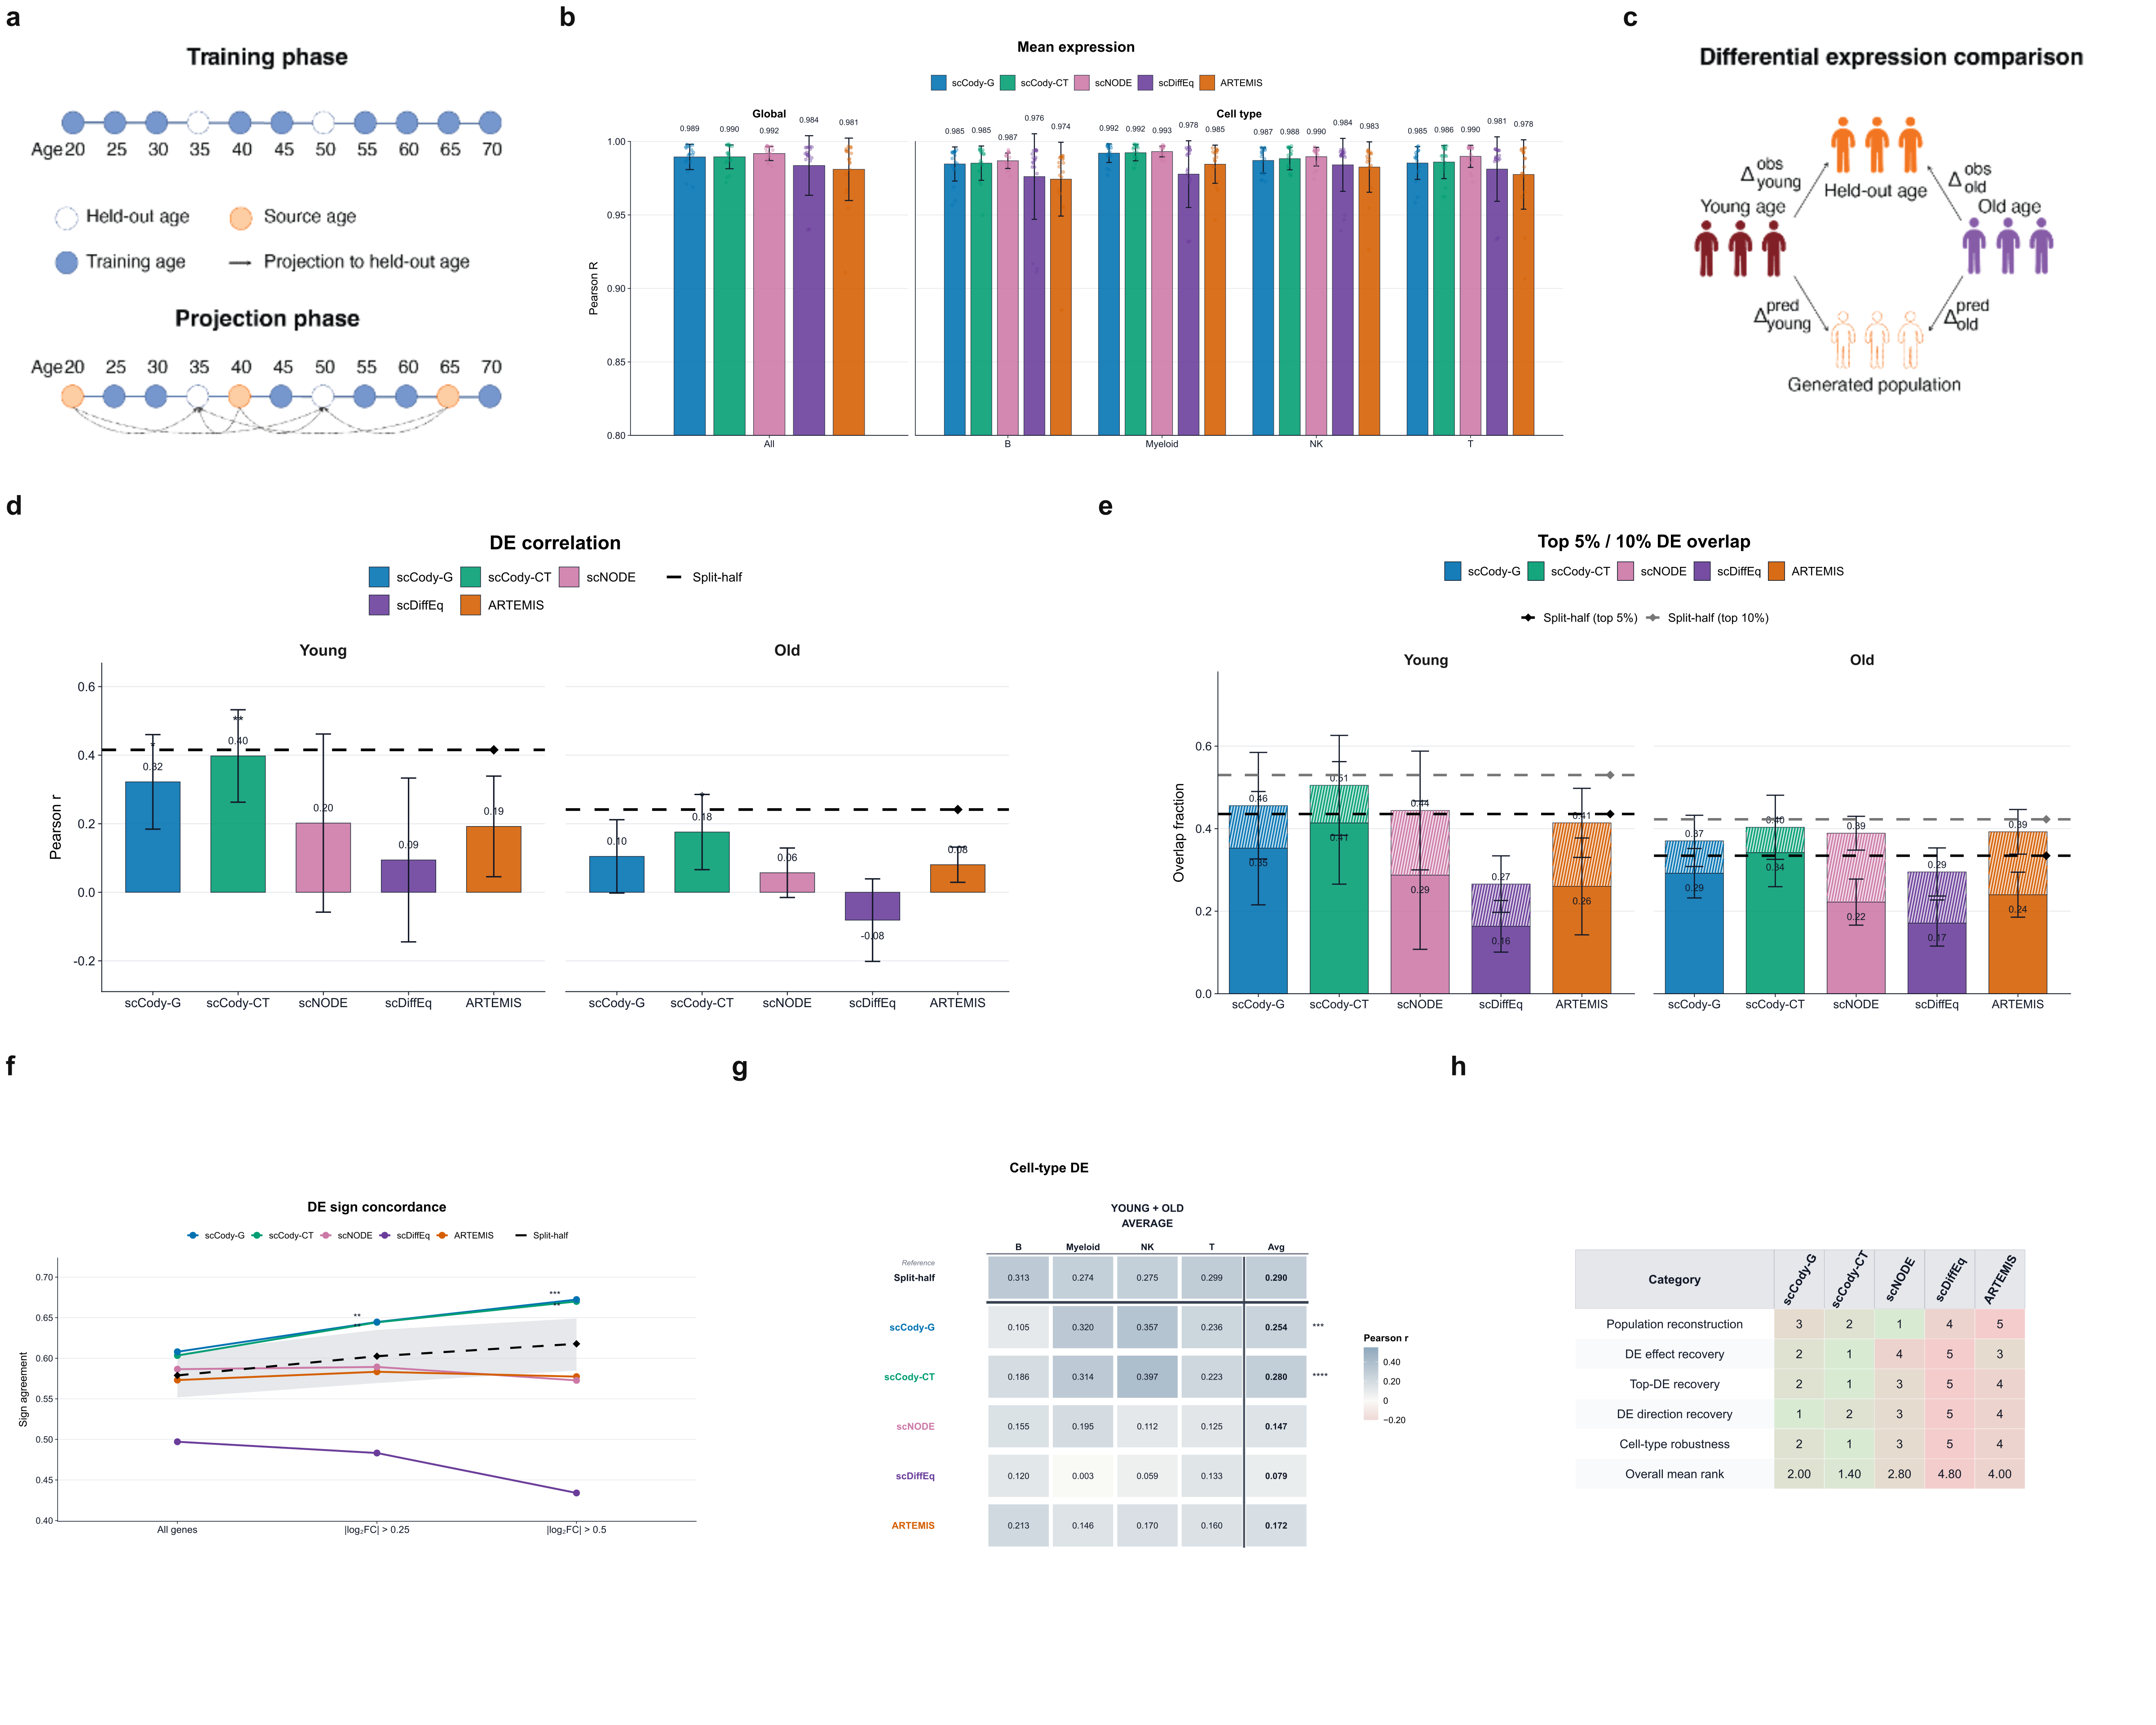 a
Training phase
Age 20 25 30 35 40 45 50 55 60 65 70
Held-out age
Source age
Training age
Projection to held-out age
Projection phase
Age 20 25 30 35 40 45 50 55 60 65 70
b
Mean expression
scCody-G scCody-CT scNODE scDiffEq ARTEMIS
Global
Cell type
0.989 0.990 0.992 0.984 0.981
0.985 0.985 0.987 0.976 0.974
0.992 0.992 0.993 0.978 0.985
0.987 0.988 0.990 0.984 0.983
0.985 0.986 0.990 0.981 0.978
Pearson R
1.00
0.95
0.90
0.85
0.80
All
B Myeloid NK T
c
Differential expression comparison
Δ obs young
Δ obs old
Held-out age
Young age
Old age
Δ pred young
Δ pred old
Generated population
d
DE correlation
scCody-G scCody-CT scNODE Split-half
scDiffEq ARTEMIS
Young
Old
Pearson r
0.6
0.4
0.2
0.0
-0.2
* ** *
0.32 0.40 0.20 0.09 0.19
0.10 0.18 0.06 -0.08 0.08
scCody-G scCody-CT scNODE scDiffEq ARTEMIS
scCody-G scCody-CT scNODE scDiffEq ARTEMIS
e
Top 5% / 10% DE overlap
scCody-G scCody-CT scNODE scDiffEq ARTEMIS
Split-half (top 5%) Split-half (top 10%)
Young
Old
Overlap fraction
0.6
0.4
0.2
0.0
0.46 0.51 0.44 0.27 0.41
0.35 0.41 0.29 0.16 0.26
0.37 0.40 0.39 0.29 0.39
0.29 0.34 0.22 0.17 0.24
scCody-G scCody-CT scNODE scDiffEq ARTEMIS
scCody-G scCody-CT scNODE scDiffEq ARTEMIS
f
DE sign concordance
scCody-G scCody-CT scNODE scDiffEq ARTEMIS Split-half
Sign agreement
0.70
0.65
0.60
0.55
0.50
0.45
0.40
** ***
** **
All genes |log₂FC| > 0.25 |log₂FC| > 0.5
g
Cell-type DE
YOUNG + OLD
AVERAGE
B Myeloid NK T Avg
Reference
Split-half 0.313 0.274 0.275 0.299 0.290
scCody-G 0.105 0.320 0.357 0.236 0.254 ***
scCody-CT 0.186 0.314 0.397 0.223 0.280 ****
scNODE 0.155 0.195 0.112 0.125 0.147
scDiffEq 0.120 0.003 0.059 0.133 0.079
ARTEMIS 0.213 0.146 0.170 0.160 0.172
Pearson r
0.40
0.20
0
−0.20
h
Category scCody-G scCody-CT scNODE scDiffEq ARTEMIS
Population reconstruction 3 2 1 4 5
DE effect recovery 2 1 4 5 3
Top-DE recovery 2 1 3 5 4
DE direction recovery 1 2 3 5 4
Cell-type robustness 2 1 3 5 4
Overall mean rank 2.00 1.40 2.80 4.80 4.00